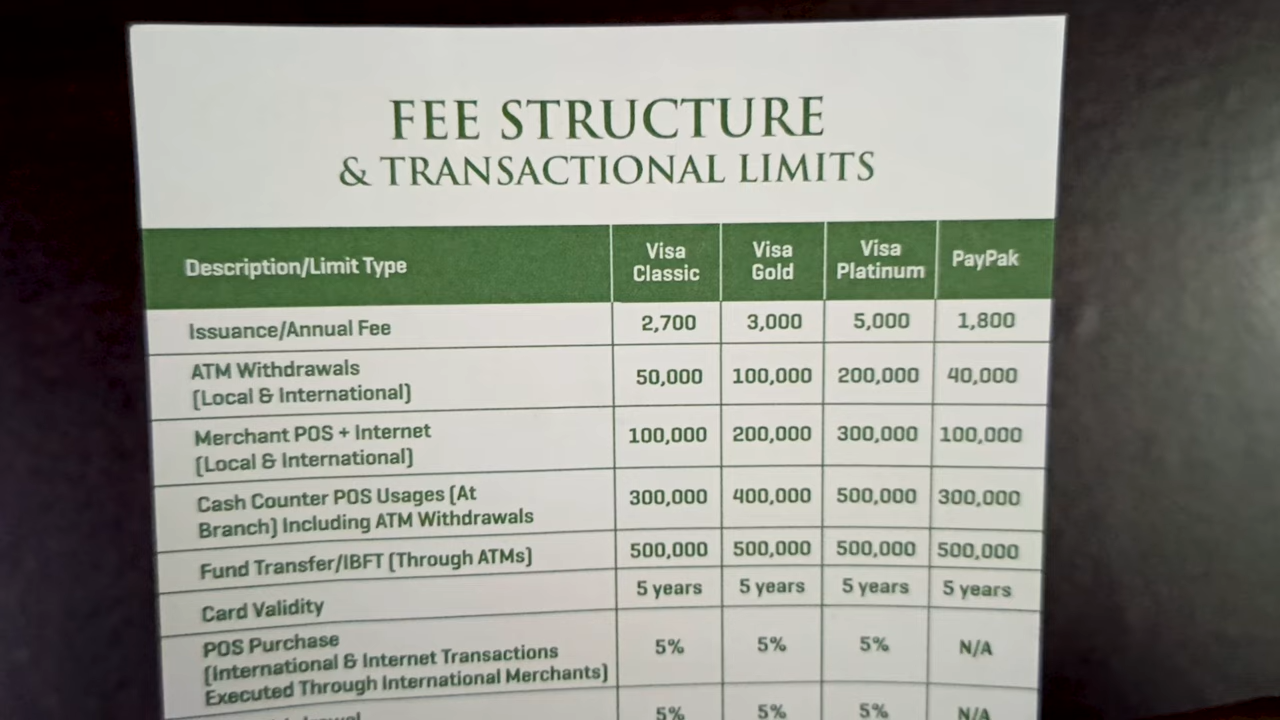 FEE STRUCTURE
& TRANSACTIONAL LIMITS
Description/Limit Type Visa Classic Visa Gold Visa Platinum PayPak
Issuance/Annual Fee 2,700 3,000 5,000 1,800
ATM Withdrawals
(Local & International) 50,000 100,000 200,000 40,000
Merchant POS + Internet
(Local & International) 100,000 200,000 300,000 100,000
Cash Counter POS Usages (At
Branch) Including ATM Withdrawals 300,000 400,000 500,000 300,000
Fund Transfer/IBFT (Through ATMs) 500,000 500,000 500,000 500,000
Card Validity 5 years 5 years 5 years 5 years
POS Purchase
(International & Internet Transactions
Executed Through International Merchants) 5% 5% 5% N/A
5% 5% 5% N/A